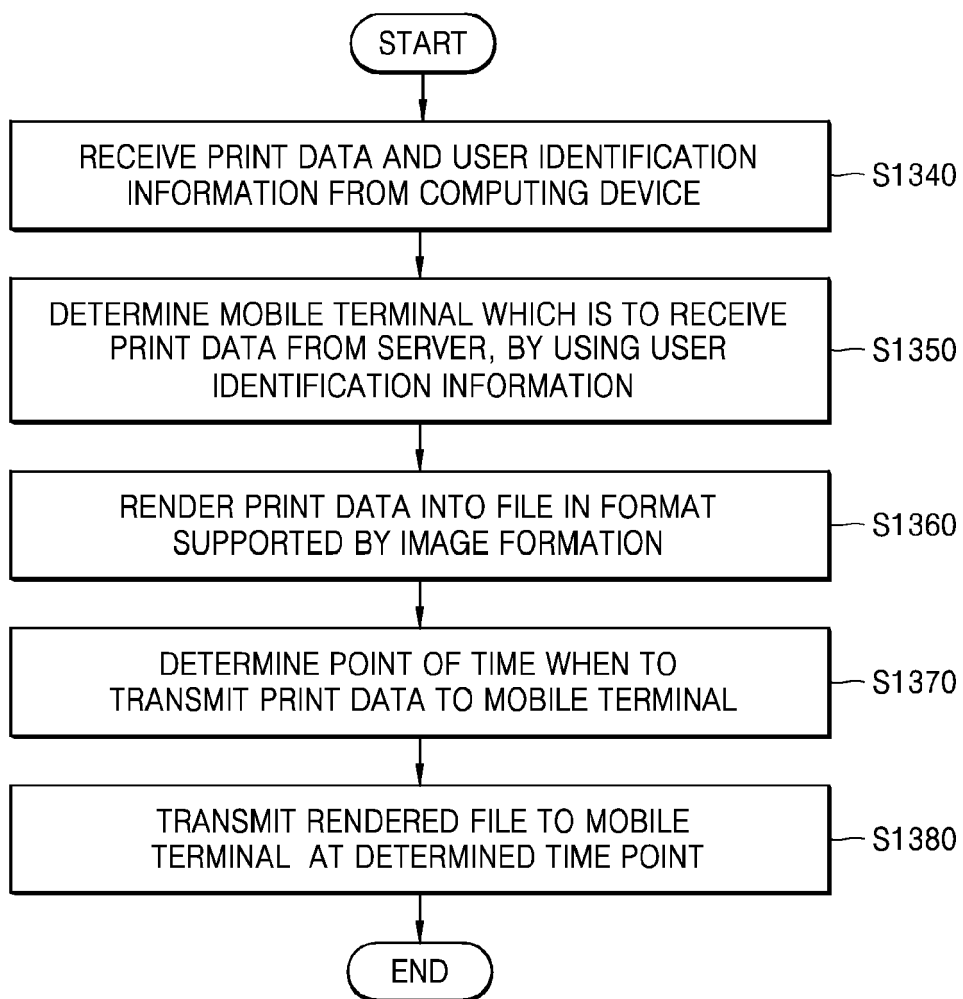 START
RECEIVE PRINT DATA AND USER IDENTIFICATION
INFORMATION FROM COMPUTING DEVICE
S1340
DETERMINE MOBILE TERMINAL WHICH IS TO RECEIVE
PRINT DATA FROM SERVER, BY USING USER
IDENTIFICATION INFORMATION
S1350
RENDER PRINT DATA INTO FILE IN FORMAT
SUPPORTED BY IMAGE FORMATION
S1360
DETERMINE POINT OF TIME WHEN TO
TRANSMIT PRINT DATA TO MOBILE TERMINAL
S1370
TRANSMIT RENDERED FILE TO MOBILE
TERMINAL AT DETERMINED TIME POINT
S1380
END